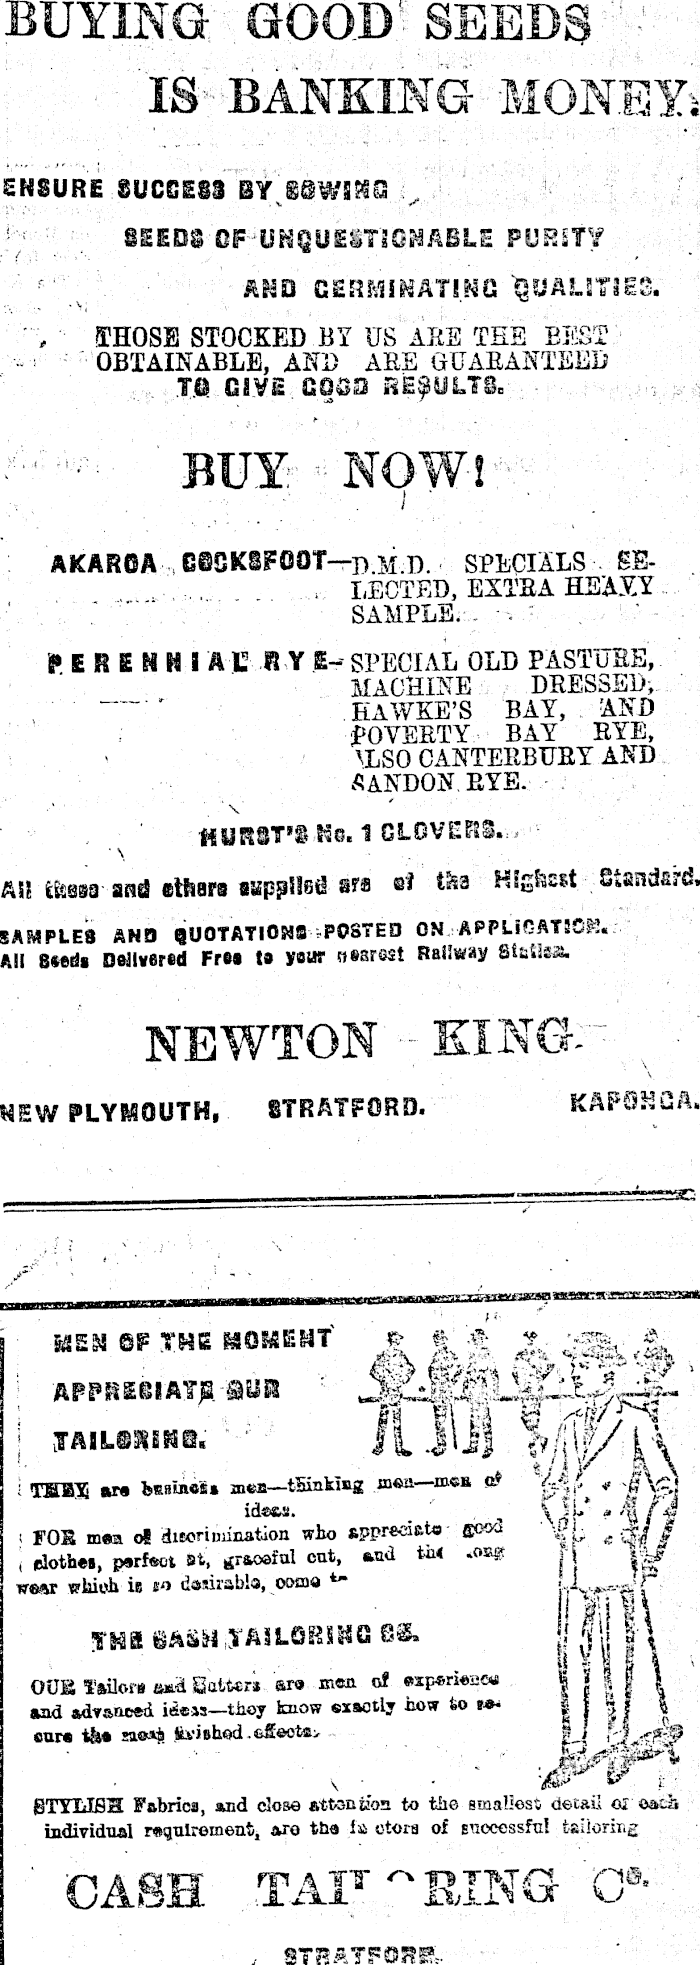 BUYING GOOD SEEDS
IS BANKING MONEY.
ENSURE SUCCESS BY SOWING
SEEDS OF UNQUESTIONABLE PURITY
AND GERMINATING QUALITIES.
THOSE STOCKED BY US ARE THE BEST
OBTAINABLE, AND ARE GUARANTEED
TO GIVE GOOD RESULTS.
BUY NOW!
AKAROA COCKSFOOT—D.M.D. SPECIALS SE-
LECTED, EXTRA HEAVY
SAMPLE.
PERENNIAL RYE—SPECIAL OLD PASTURE,
MACHINE DRESSED,
HAWKE'S BAY, AND
POVERTY BAY RYE,
ALSO CANTERBURY AND
SANDON RYE.
HURST'S No. 1 CLOVERS.
All these and others supplied are of the Highest Standard.
SAMPLES AND QUOTATIONS POSTED ON APPLICATION.
All Seeds Delivered Free to your nearest Railway Station.
NEWTON KING.
NEW PLYMOUTH, STRATFORD. KAPONGA.
MEN OF THE MOMENT
APPRECIATE OUR
TAILORING.
THEY are business men—thinking men—men of
ideas.
FOR men of discrimination who appreciate good
clothes, perfect fit, graceful cut, and the long
wear which is so desirable, come to
THE CASH TAILORING CO.
OUR Tailors and Cutters are men of experience
and advanced ideas—they know exactly how to se-
cure the most finished effects.
STYLISH Fabrics, and close attention to the smallest detail of each
individual requirement, are the factors of successful tailoring
CASH TAILORING Co.
STRATFORD.